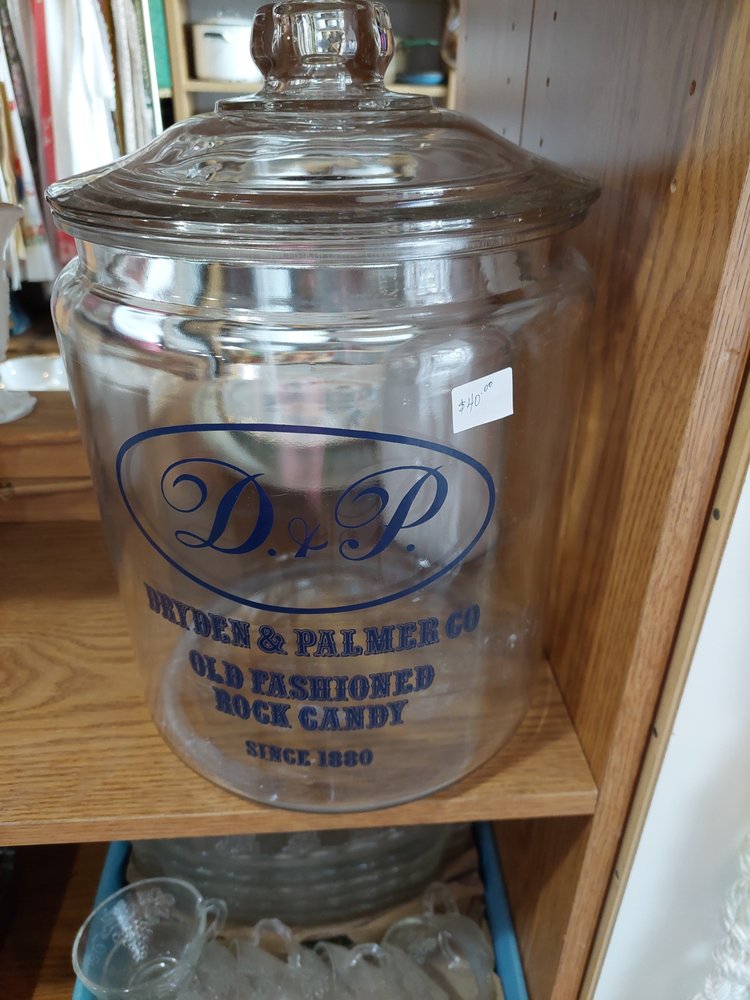 $40.00
D. & P.
DRYDEN & PALMER CO
OLD FASHIONED
ROCK CANDY
SINCE 1880